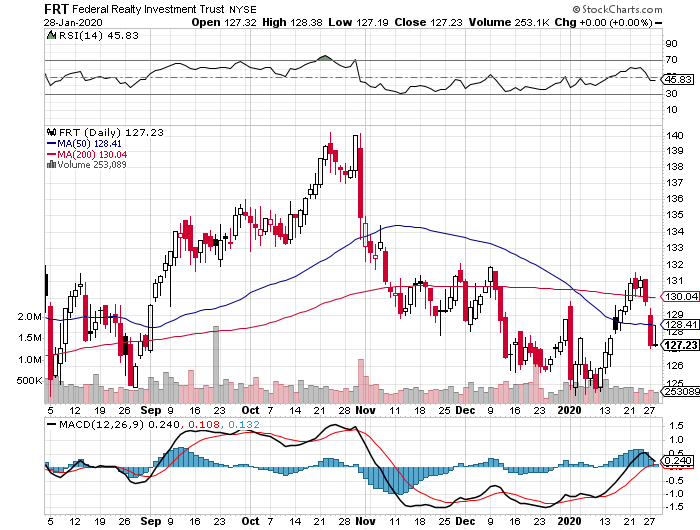 FRT Federal Realty Investment Trust NYSE © StockCharts.com
28-Jan-2020 Open 127.32 High 128.38 Low 127.19 Close 127.23 Volume 253.1K Chg +0.00 (+0.00%)
RSI(14) 45.83
90
70
45.83
30
10
FRT (Daily) 127.23
MA(50) 128.41
MA(200) 130.04
Volume 253,089
140
139
138
137
136
135
134
133
132
131
130.04
129
128.41
127.23
126
125
253089
2.0M
1.5M
1.0M
500K
5 12 19 26 Sep 9 16 23 Oct 7 14 21 28 Nov 11 18 25 Dec 9 16 23 2020 13 21 27
MACD(12,26,9) 0.240, 0.108, 0.132
1.5
1.0
0.5
0.240
-0.5
-1.0
-1.5
5 12 19 26 Sep 9 16 23 Oct 7 14 21 28 Nov 11 18 25 Dec 9 16 23 2020 13 21 27